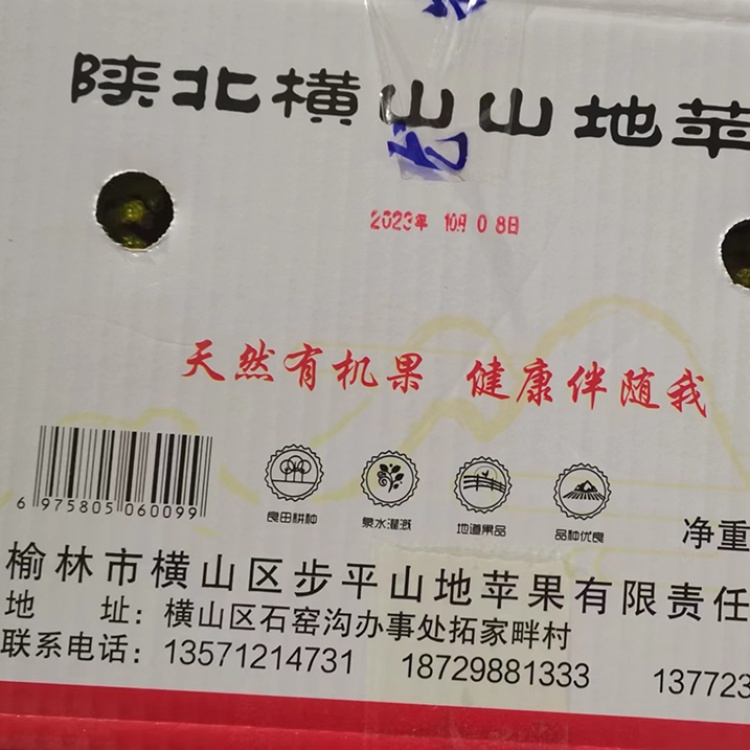 陕北横山山地苹
2023年 10月 0 8日
天然有机果 健康伴随我
6 975805 060099
良田耕种
泉水灌溉
地道果品
品种优良
净重
榆林市横山区步平山地苹果有限责任
地 址：横山区石窑沟办事处拓家畔村
联系电话：13571214731 18729881333 137723